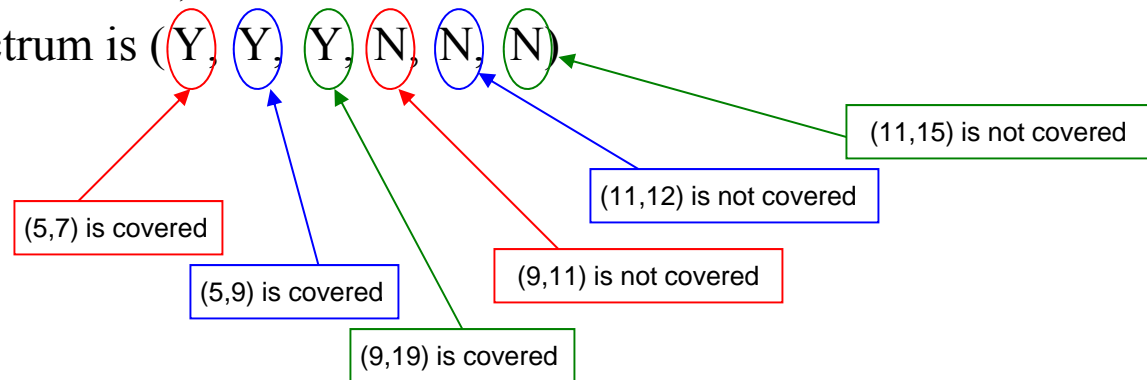 trum is (Y, Y, Y, N, N, N)
(11,15) is not covered
(11,12) is not covered
(5,7) is covered
(9,11) is not covered
(5,9) is covered
(9,19) is covered